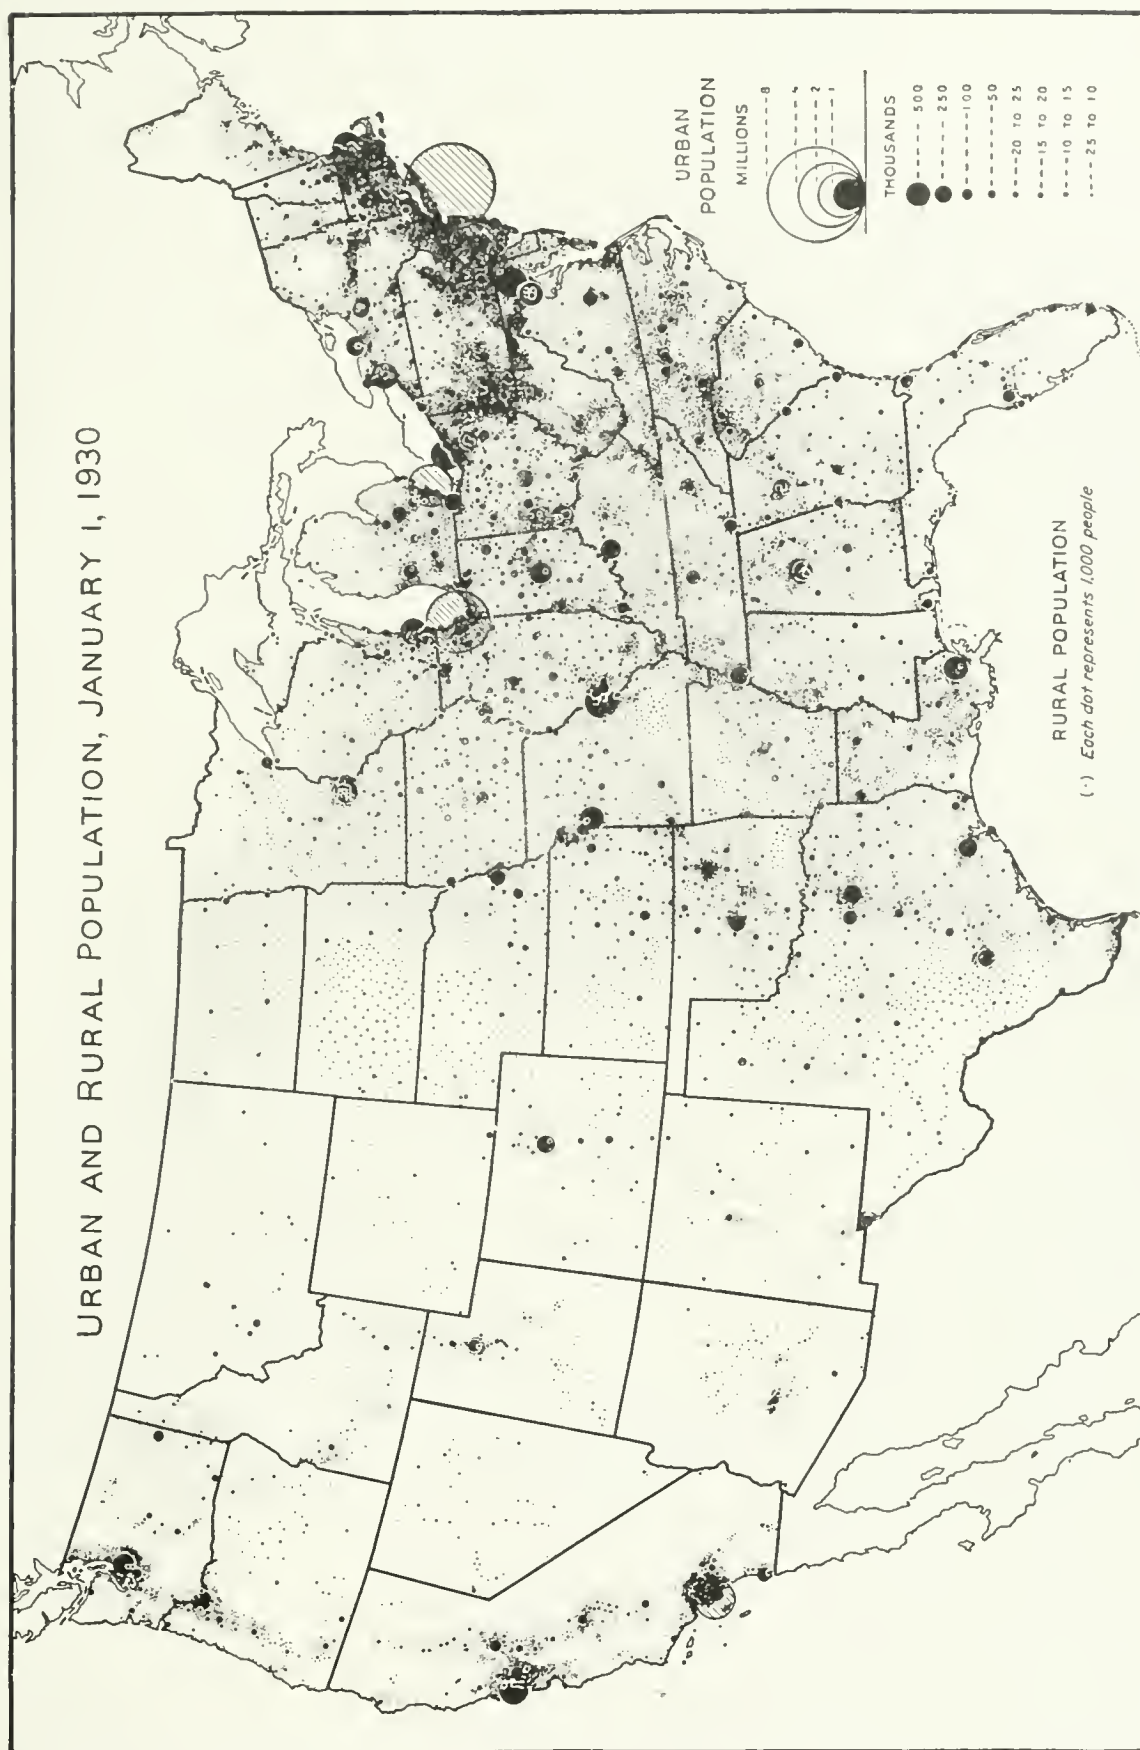 URBAN AND RURAL POPULATION, JANUARY 1, 1930
URBAN
POPULATION
MILLIONS
8
4
2
1
THOUSANDS
500
250
100
50
20 TO 25
15 TO 20
10 TO 15
2.5 TO 10
RURAL POPULATION
(·) Each dot represents 1,000 people